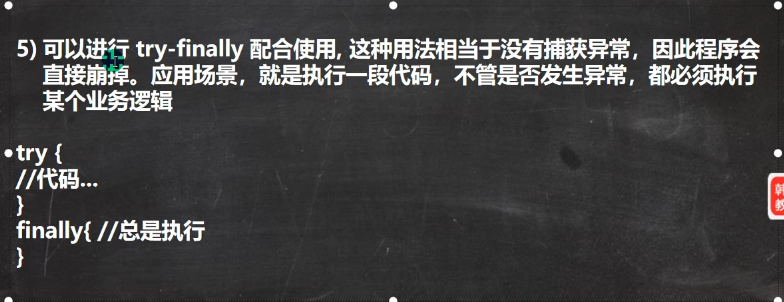 5) 可以进行 try-finally 配合使用, 这种用法相当于没有捕获异常，因此程序会
直接崩掉。应用场景，就是执行一段代码，不管是否发生异常，都必须执行
某个业务逻辑
try {
//代码...
}
finally{ //总是执行
}
韩
教